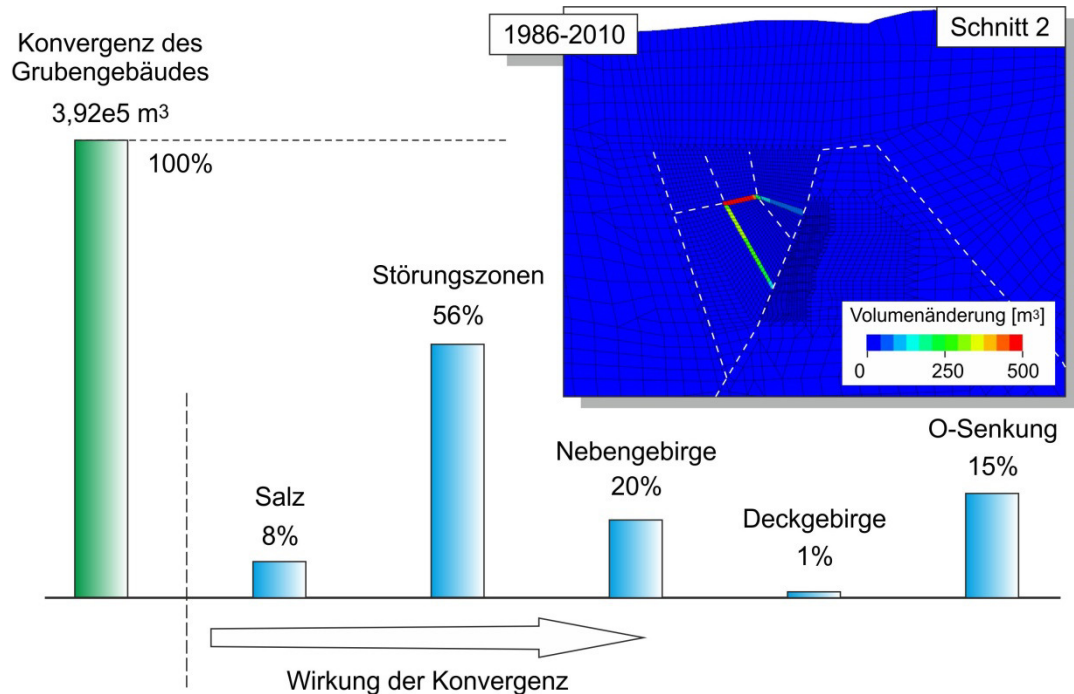 Konvergenz des
Grubengebäudes
3,92e5 m³
100%
1986-2010
Schnitt 2
Volumenänderung [m³]
0 250 500
Störungszonen
56%
Salz
8%
Nebengebirge
20%
Deckgebirge
1%
O-Senkung
15%
Wirkung der Konvergenz